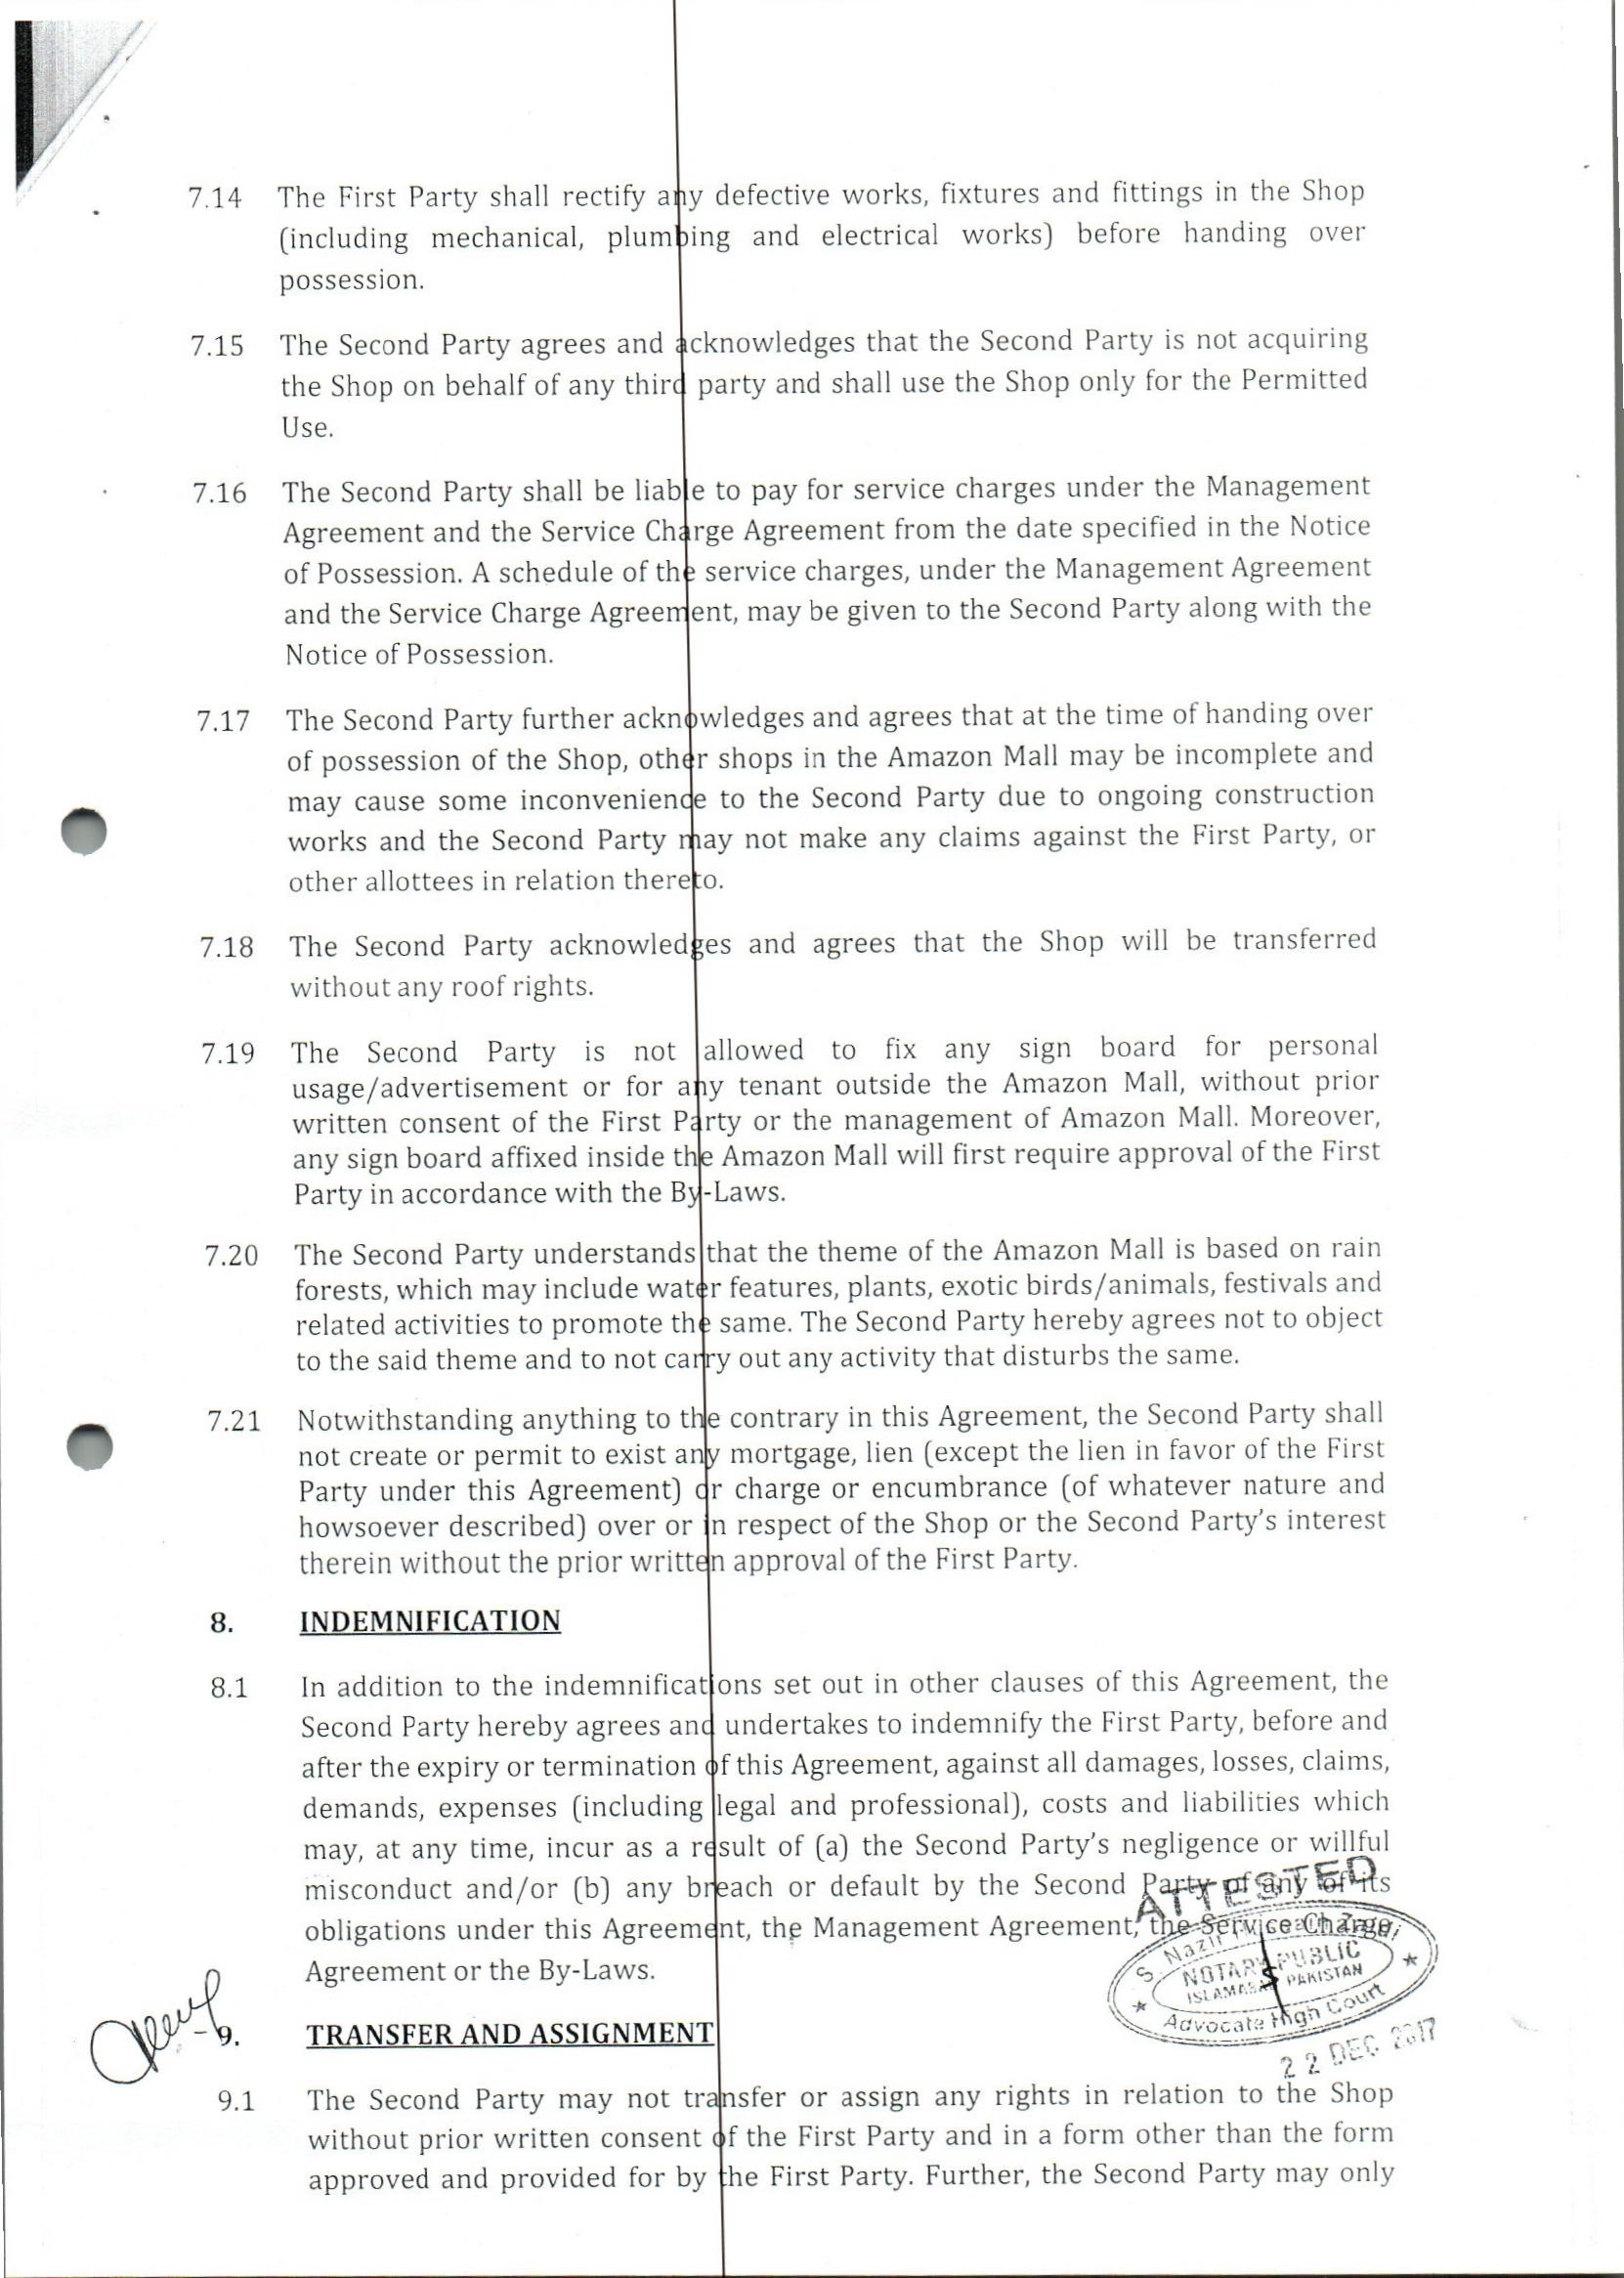 7.14 The First Party shall rectify any defective works, fixtures and fittings in the Shop
(including mechanical, plumbing and electrical works) before handing over
possession.
7.15 The Second Party agrees and acknowledges that the Second Party is not acquiring
the Shop on behalf of any third party and shall use the Shop only for the Permitted
Use.
7.16 The Second Party shall be liable to pay for service charges under the Management
Agreement and the Service Charge Agreement from the date specified in the Notice
of Possession. A schedule of the service charges, under the Management Agreement
and the Service Charge Agreement, may be given to the Second Party along with the
Notice of Possession.
7.17 The Second Party further acknowledges and agrees that at the time of handing over
of possession of the Shop, other shops in the Amazon Mall may be incomplete and
may cause some inconvenience to the Second Party due to ongoing construction
works and the Second Party may not make any claims against the First Party, or
other allottees in relation thereto.
7.18 The Second Party acknowledges and agrees that the Shop will be transferred
without any roof rights.
7.19 The Second Party is not allowed to fix any sign board for personal
usage/advertisement or for any tenant outside the Amazon Mall, without prior
written consent of the First Party or the management of Amazon Mall. Moreover,
any sign board affixed inside the Amazon Mall will first require approval of the First
Party in accordance with the By-Laws.
7.20 The Second Party understands that the theme of the Amazon Mall is based on rain
forests, which may include water features, plants, exotic birds/animals, festivals and
related activities to promote the same. The Second Party hereby agrees not to object
to the said theme and to not carry out any activity that disturbs the same.
7.21 Notwithstanding anything to the contrary in this Agreement, the Second Party shall
not create or permit to exist any mortgage, lien (except the lien in favor of the First
Party under this Agreement) or charge or encumbrance (of whatever nature and
howsoever described) over or in respect of the Shop or the Second Party's interest
therein without the prior written approval of the First Party.
8. INDEMNIFICATION
8.1 In addition to the indemnifications set out in other clauses of this Agreement, the
Second Party hereby agrees and undertakes to indemnify the First Party, before and
after the expiry or termination of this Agreement, against all damages, losses, claims,
demands, expenses (including legal and professional), costs and liabilities which
may, at any time, incur as a result of (a) the Second Party's negligence or willful
misconduct and/or (b) any breach or default by the Second Party of any of its
obligations under this Agreement, the Management Agreement, the Service Charge
Agreement or the By-Laws.
ATTESTED
S. Nazir
NOTARY PUBLIC
PAKISTAN
Advocate High Court
22 DEC 2017
9. TRANSFER AND ASSIGNMENT
9.1 The Second Party may not transfer or assign any rights in relation to the Shop
without prior written consent of the First Party and in a form other than the form
approved and provided for by the First Party. Further, the Second Party may only